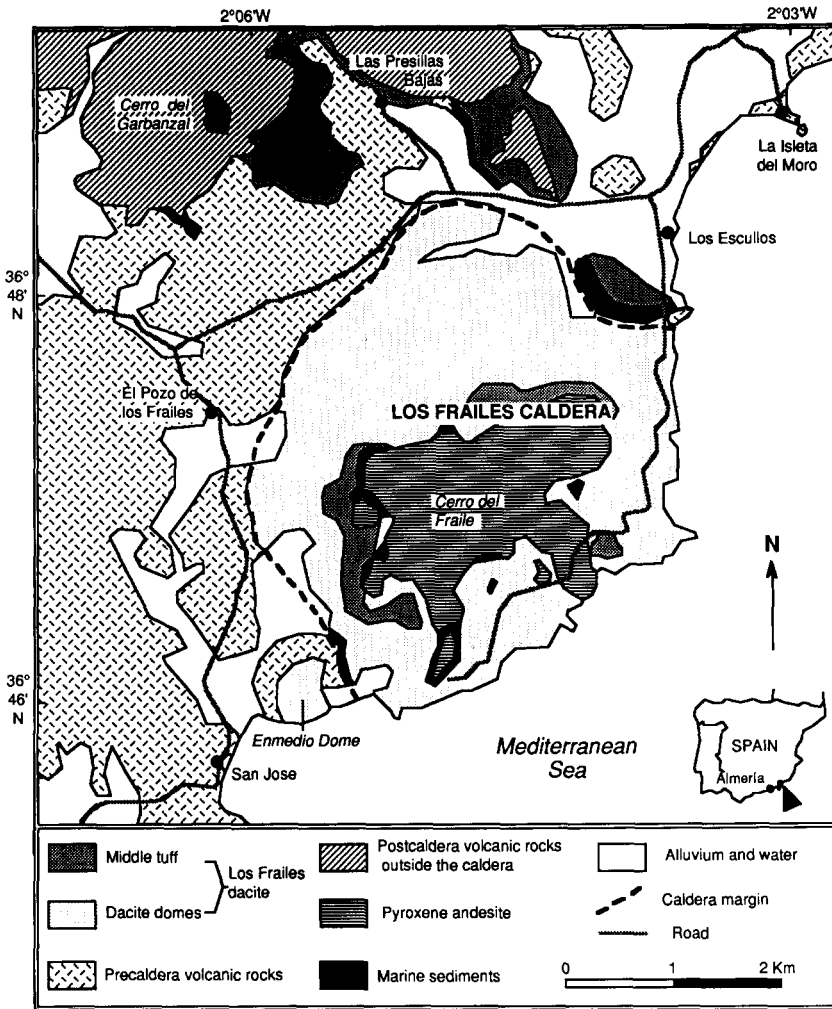 2°06'W
2°03'W
Las Presillas
Bajas
Cerro del
Garbanzal
La Isleta
del Moro
Los Escullos
36°
48'
N
El Pozo de
los Frailes
LOS FRAILES CALDERA
Cerro del
Fraile
N
36°
46'
N
Enmedio Dome
San Jose
Mediterranean
Sea
SPAIN
Almería
Middle tuff
Los Frailes
dacite
Dacite domes
Precaldera volcanic rocks
Postcaldera volcanic rocks
outside the caldera
Pyroxene andesite
Marine sediments
Alluvium and water
Caldera margin
Road
0 1 2 Km